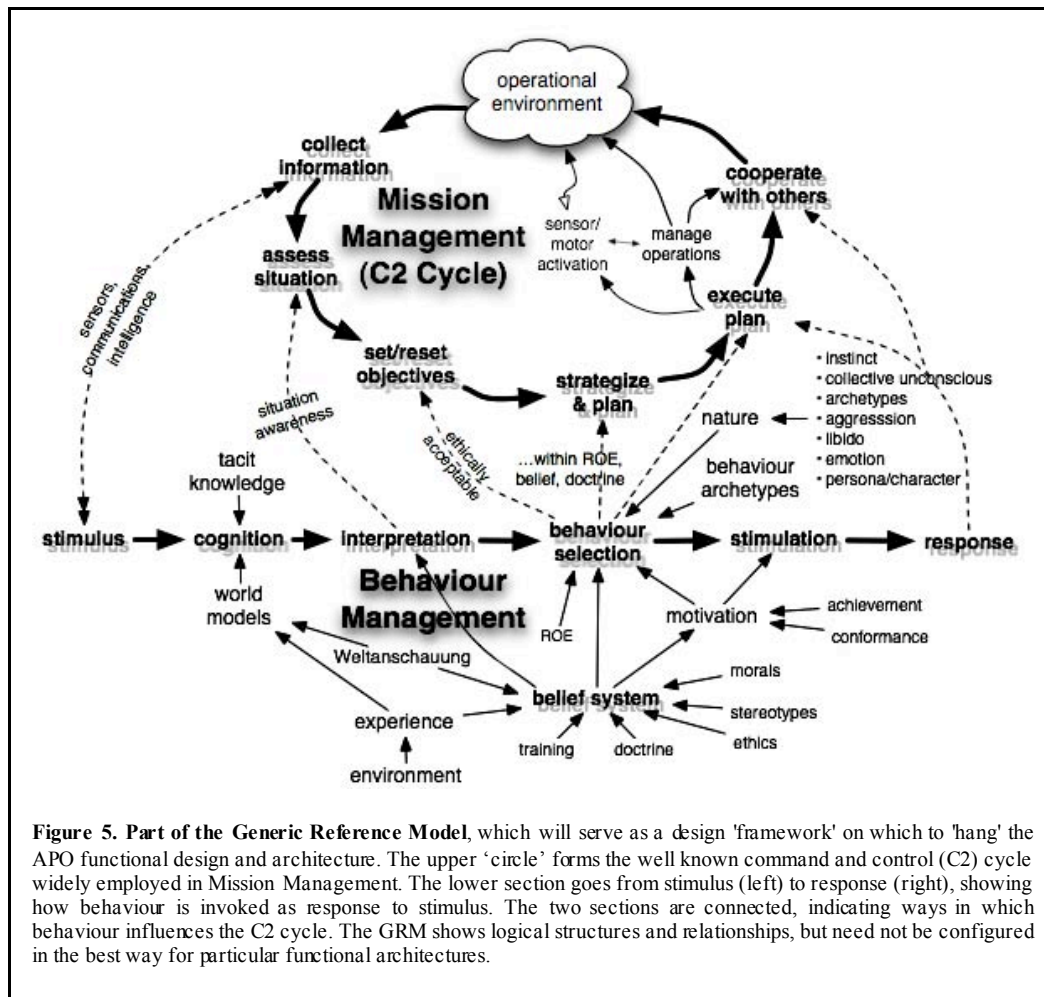 operational
environment
collect
information
cooperate
with others
Mission
Management
(C2 Cycle)
sensor/
motor
activation
manage
operations
assess
situation
execute
plan
sensors,
communications,
intelligence
set/reset
objectives
strategize
& plan
• instinct
• collective unconscious
• archetypes
• aggresssion
• libido
• emotion
• persona/character
nature
situation
awareness
ethically
acceptable
...within ROE,
belief, doctrine
behaviour
archetypes
tacit
knowledge
stimulus
cognition
interpretation
behaviour
selection
stimulation
response
Behaviour
Management
world
models
ROE
motivation
achievement
conformance
Weltanschauung
morals
belief system
stereotypes
experience
training
doctrine
ethics
environment
Figure 5. Part of the Generic Reference Model, which will serve as a design 'framework' on which to 'hang' the
APO functional design and architecture. The upper ‘circle’ forms the well known command and control (C2) cycle
widely employed in Mission Management. The lower section goes from stimulus (left) to response (right), showing
how behaviour is invoked as response to stimulus. The two sections are connected, indicating ways in which
behaviour influences the C2 cycle. The GRM shows logical structures and relationships, but need not be configured
in the best way for particular functional architectures.